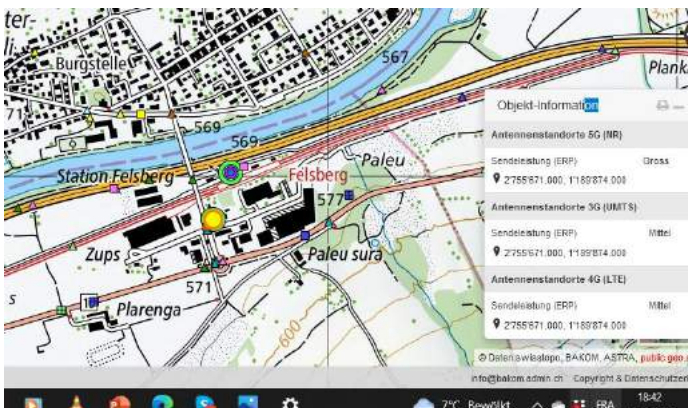 ter-
li
Burgstelle
71
567
Plank
569
569
6
Station Felsberg
Felsberg
Paleu
577
Zups
Paleu sura
s
571
Plarenga
600
Objekt-Information
Antennenstandorte 5G (NR)
Sendeleistung (ERP) Gross
2'755'671.000, 1'189'874.000
Antennenstandorte 3G (UMTS)
Sendeleistung (ERP) Mittel
2'755'671.000, 1'189'874.000
Antennenstandorte 4G (LTE)
Sendeleistung (ERP) Mittel
2'755'671.000, 1'189'874.000
© Daten:swisstopo, BAKOM, ASTRA, public.geo.
info@bakom.admin.ch Copyright & Datenschutzerk
7°C Bewölkt FRA 18:42